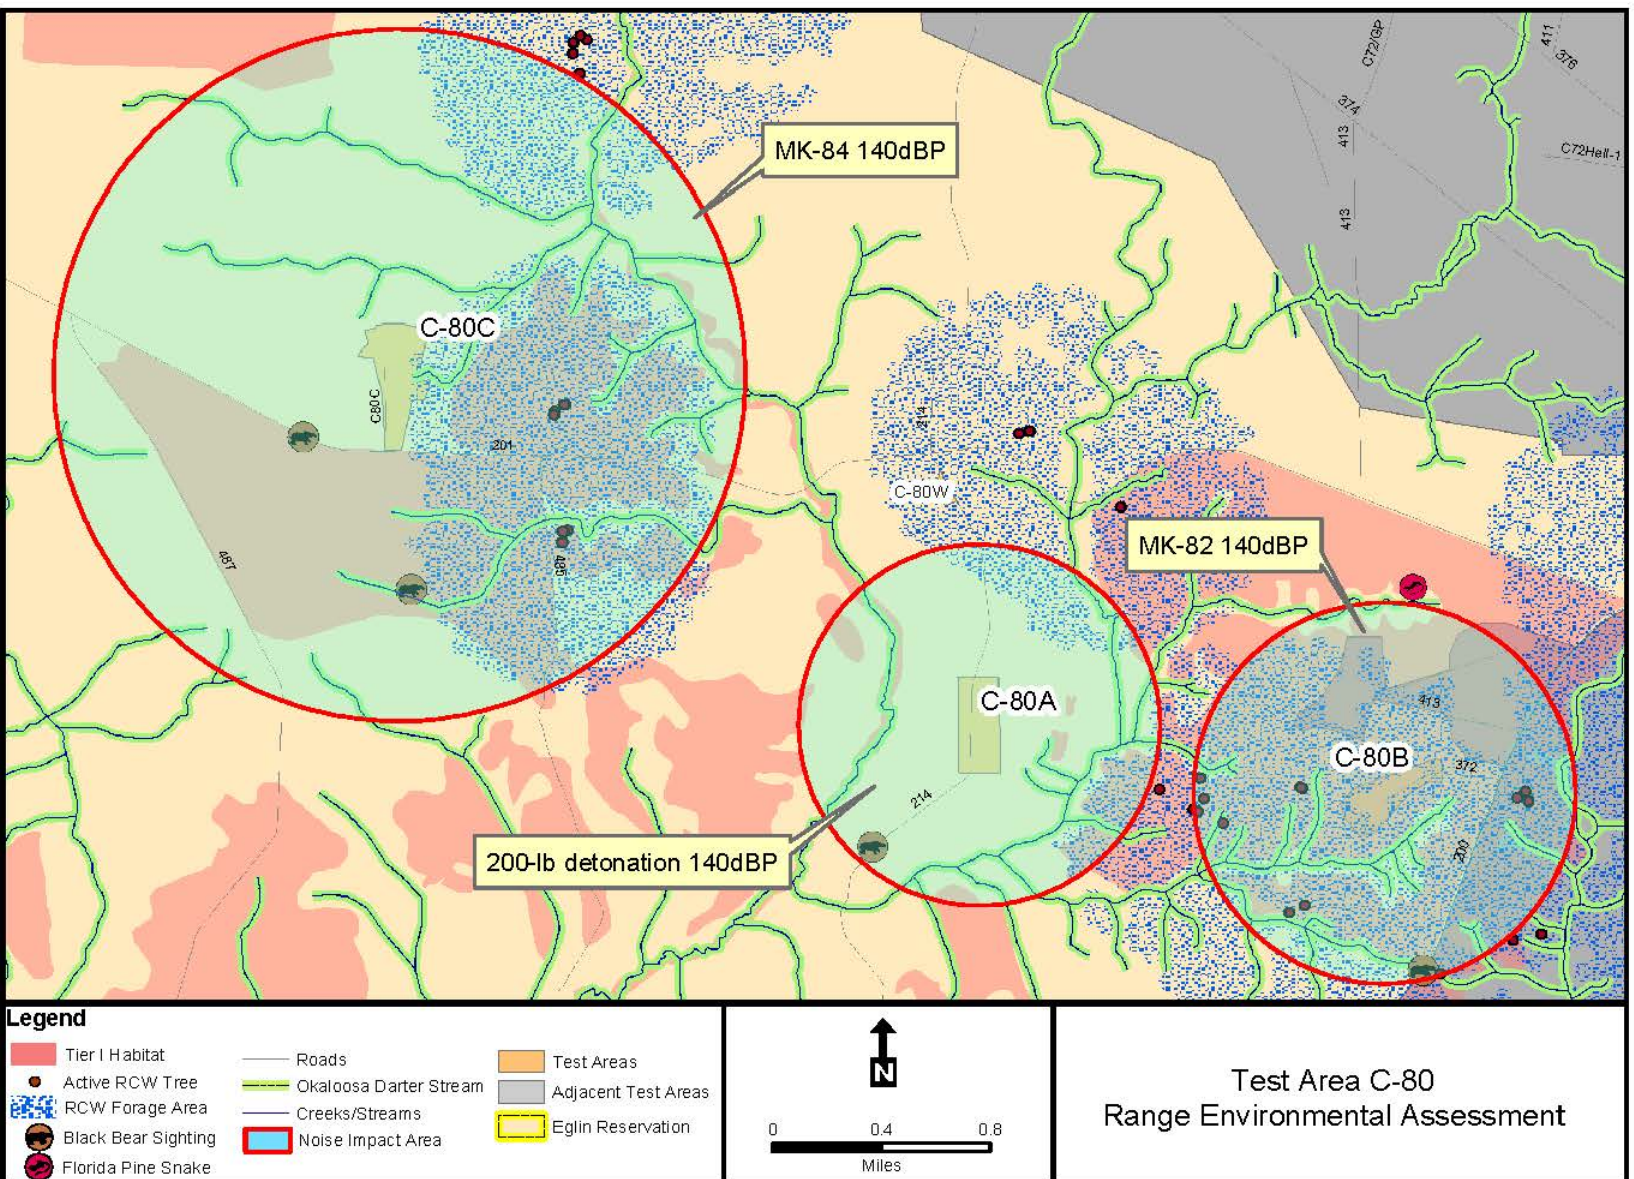 C72/GP
411
376
374
413
C72Hell-1
413
MK-84 140dBP
C-80C
C80C
201
214
C-80W
487
485
MK-82 140dBP
C-80A
413
C-80B
372
214
200
200-lb detonation 140dBP
Legend
Tier I Habitat
Active RCW Tree
RCW Forage Area
Black Bear Sighting
Florida Pine Snake
Roads
Okaloosa Darter Stream
Creeks/Streams
Noise Impact Area
Test Areas
Adjacent Test Areas
Eglin Reservation
N
0 0.4 0.8
Miles
Test Area C-80
Range Environmental Assessment